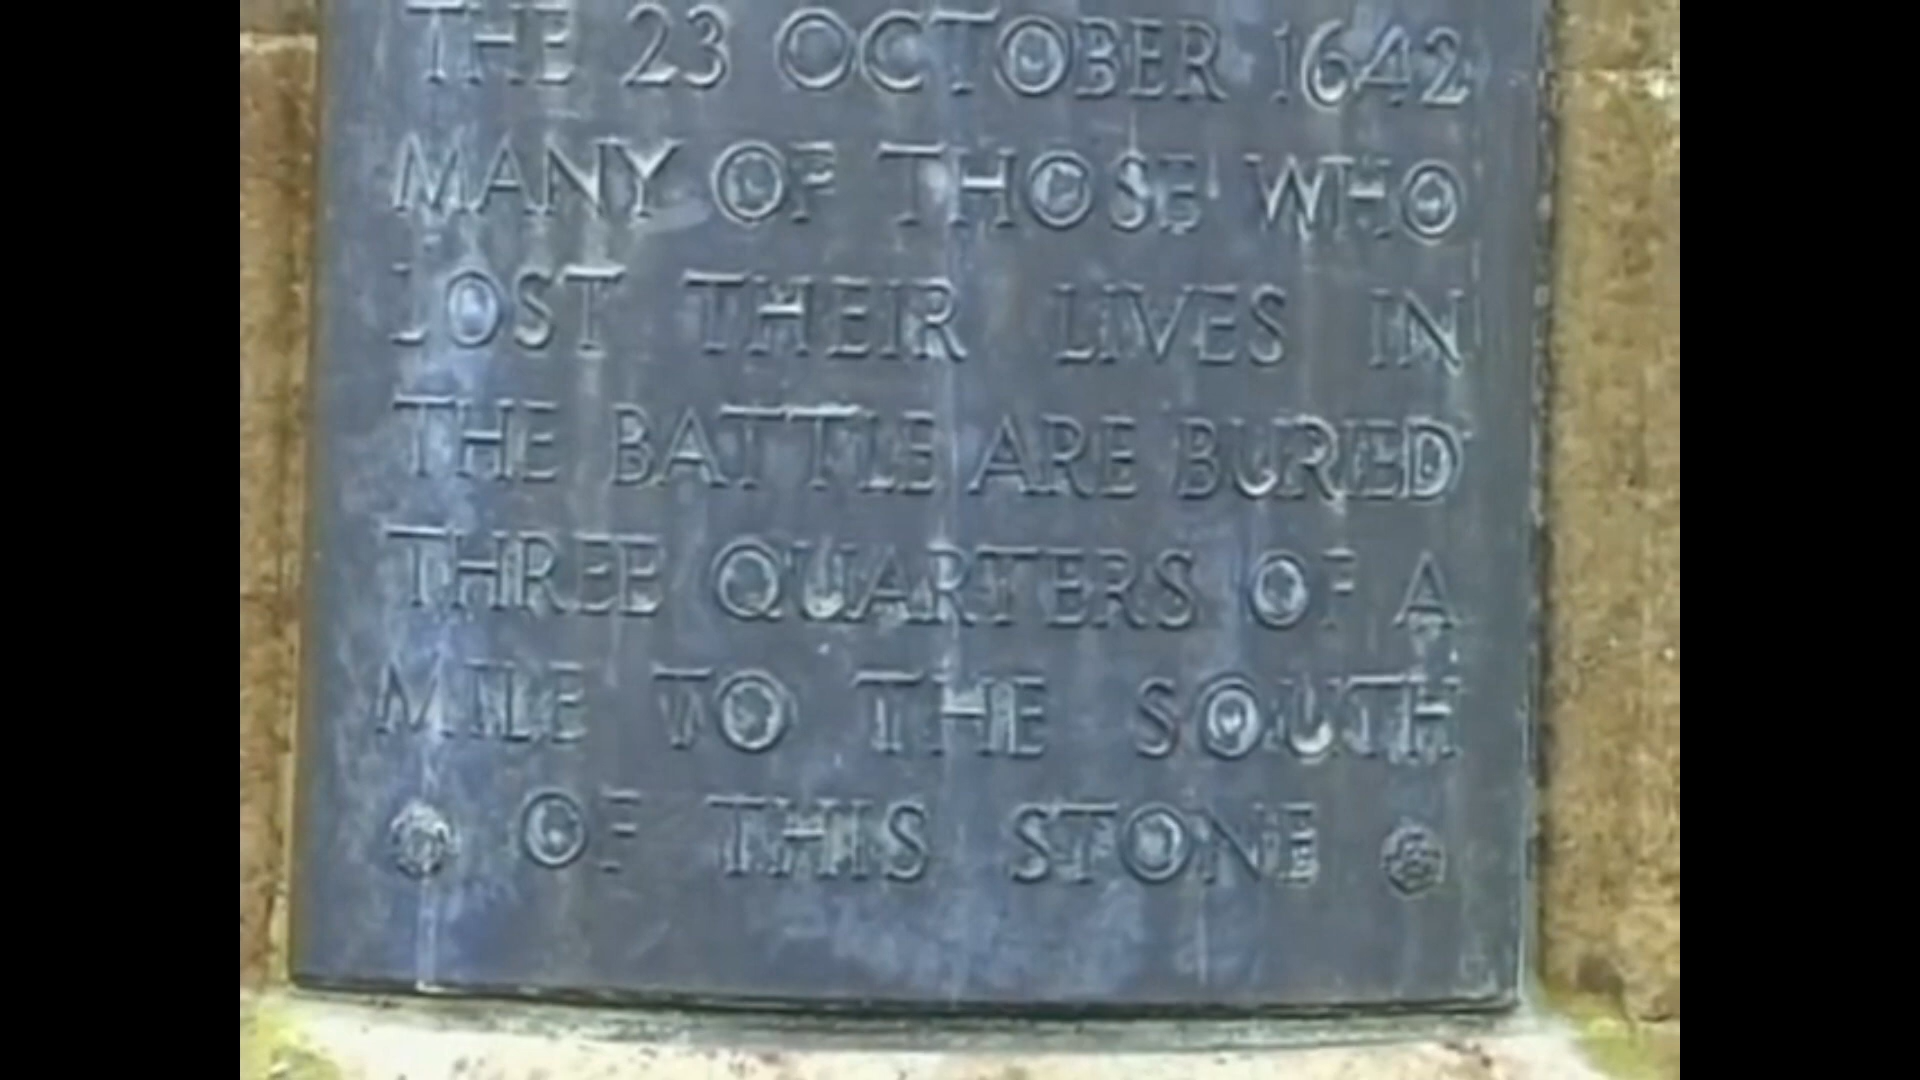 THE 23 OCTOBER 1642
MANY OF THOSE WHO
LOST THEIR LIVES IN
THE BATTLE ARE BURIED
THREE QUARTERS OF A
MILE TO THE SOUTH
OF THIS STONE